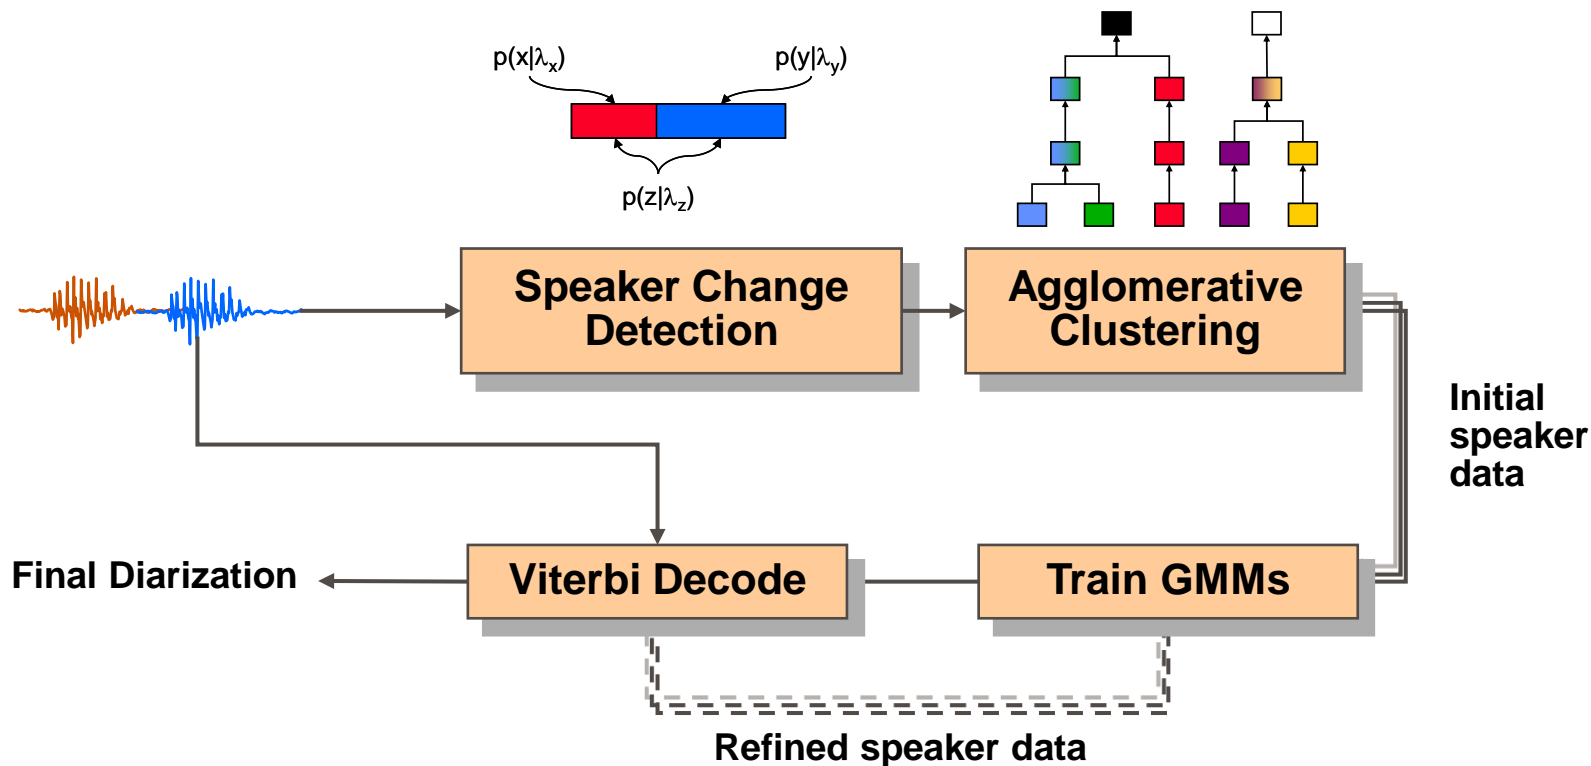 p(x|λx)
p(y|λy)
p(z|λz)
Speaker Change
Detection
Agglomerative
Clustering
Initial
speaker
data
Final Diarization
Viterbi Decode
Train GMMs
Refined speaker data